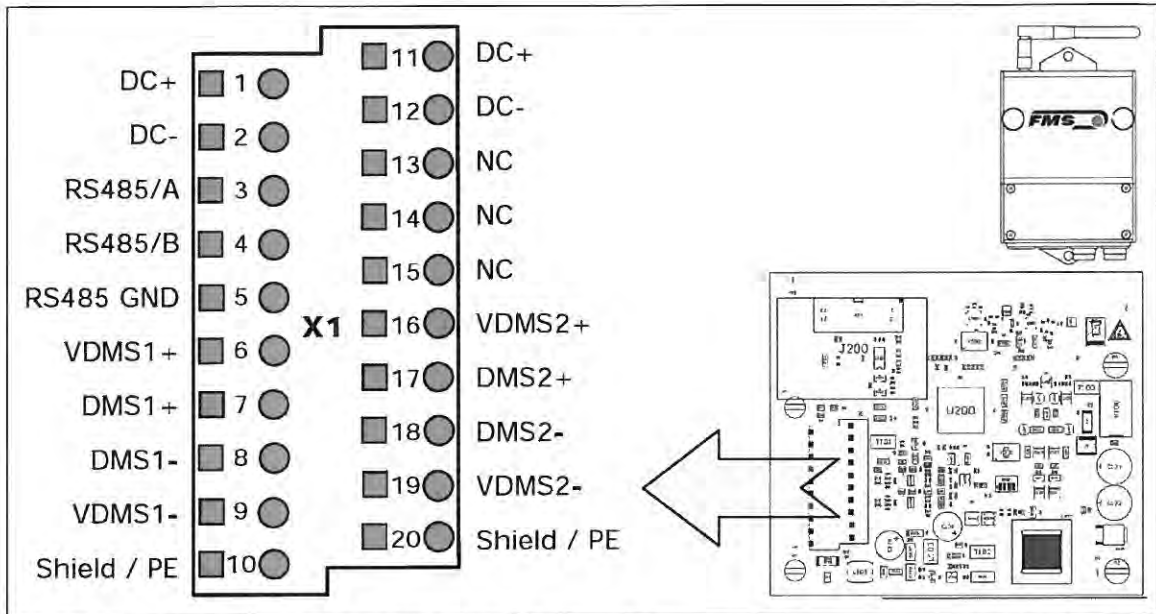 DC+ 1
DC- 2
RS485/A 3
RS485/B 4
RS485 GND 5
VDMS1+ 6
DMS1+ 7
DMS1- 8
VDMS1- 9
Shield / PE 10
X1
11 DC+
12 DC-
13 NC
14 NC
15 NC
16 VDMS2+
17 DMS2+
18 DMS2-
19 VDMS2-
20 Shield / PE
FMS
J200
U200